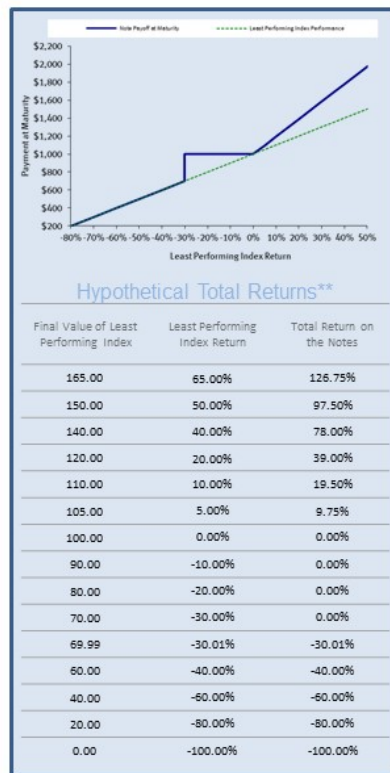 Note Payoff at Maturity Least Performing Index Performance
$2,200
$2,000
$1,800
$1,600
$1,400
$1,200
$1,000
$800
$600
$400
$200
Payment at Maturity
-80% -70% -60% -50% -40% -30% -20% -10% 0% 10% 20% 30% 40% 50%
Least Performing Index Return
Hypothetical Total Returns**
Final Value of Least Least Performing Total Return on
Performing Index Index Return the Notes
165.00 65.00% 126.75%
150.00 50.00% 97.50%
140.00 40.00% 78.00%
120.00 20.00% 39.00%
110.00 10.00% 19.50%
105.00 5.00% 9.75%
100.00 0.00% 0.00%
90.00 -10.00% 0.00%
80.00 -20.00% 0.00%
70.00 -30.00% 0.00%
69.99 -30.01% -30.01%
60.00 -40.00% -40.00%
40.00 -60.00% -60.00%
20.00 -80.00% -80.00%
0.00 -100.00% -100.00%